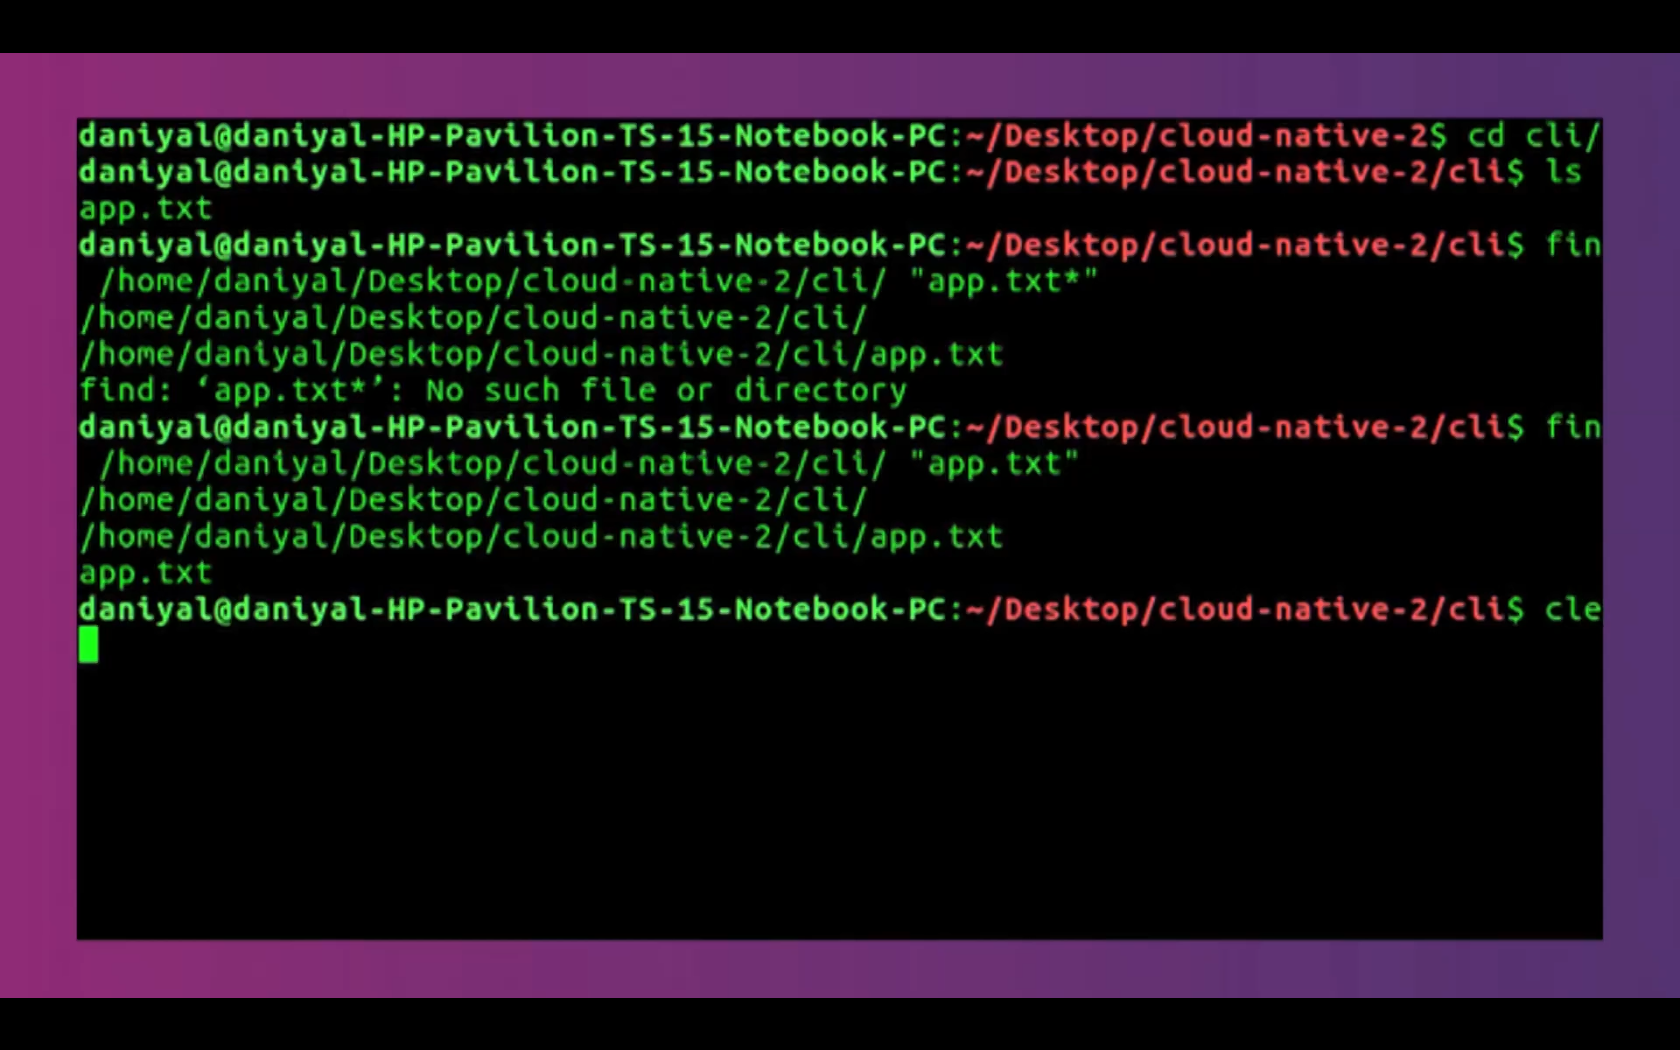 daniyal@daniyal-HP-Pavilion-TS-15-Notebook-PC:~/Desktop/cloud-native-2$ cd cli/
daniyal@daniyal-HP-Pavilion-TS-15-Notebook-PC:~/Desktop/cloud-native-2/cli$ ls
app.txt
daniyal@daniyal-HP-Pavilion-TS-15-Notebook-PC:~/Desktop/cloud-native-2/cli$ fin
/home/daniyal/Desktop/cloud-native-2/cli/ "app.txt*"
/home/daniyal/Desktop/cloud-native-2/cli/
/home/daniyal/Desktop/cloud-native-2/cli/app.txt
find: ‘app.txt*’: No such file or directory
daniyal@daniyal-HP-Pavilion-TS-15-Notebook-PC:~/Desktop/cloud-native-2/cli$ fin
/home/daniyal/Desktop/cloud-native-2/cli/ "app.txt"
/home/daniyal/Desktop/cloud-native-2/cli/
/home/daniyal/Desktop/cloud-native-2/cli/app.txt
app.txt
daniyal@daniyal-HP-Pavilion-TS-15-Notebook-PC:~/Desktop/cloud-native-2/cli$ cle